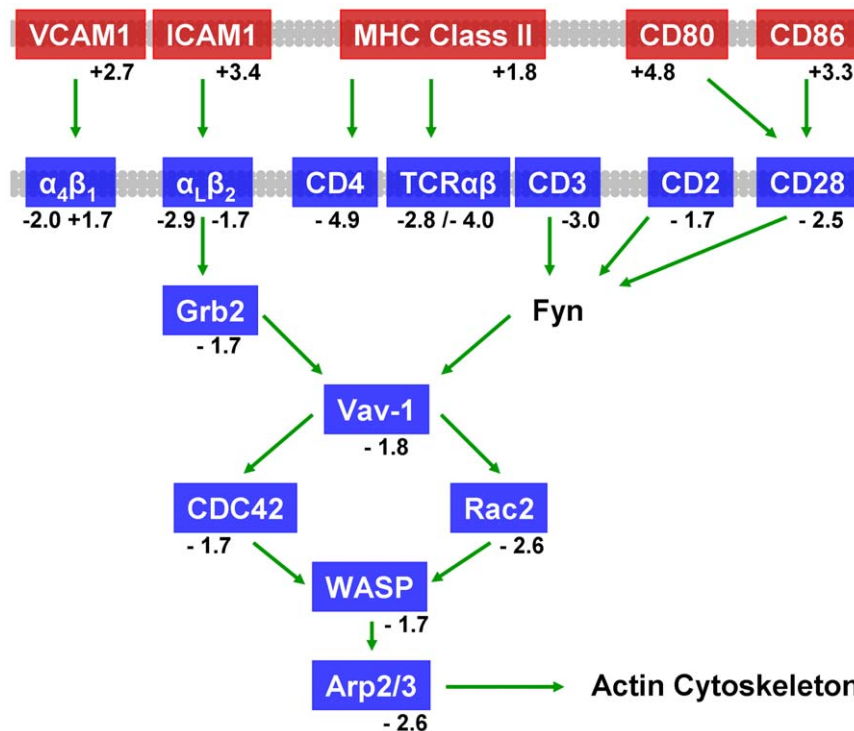 VCAM1 ICAM1 MHC Class II CD80 CD86
+2.7 +3.4 +1.8 +4.8 +3.3
α₄β₁ α_Lβ₂ CD4 TCRαβ CD3 CD2 CD28
-2.0 +1.7 -2.9 -1.7 - 4.9 -2.8 /- 4.0 -3.0 - 1.7 - 2.5
Grb2 Fyn
- 1.7
Vav-1
- 1.8
CDC42 Rac2
- 1.7 - 2.6
WASP
- 1.7
Arp2/3 Actin Cytoskeleton
- 2.6